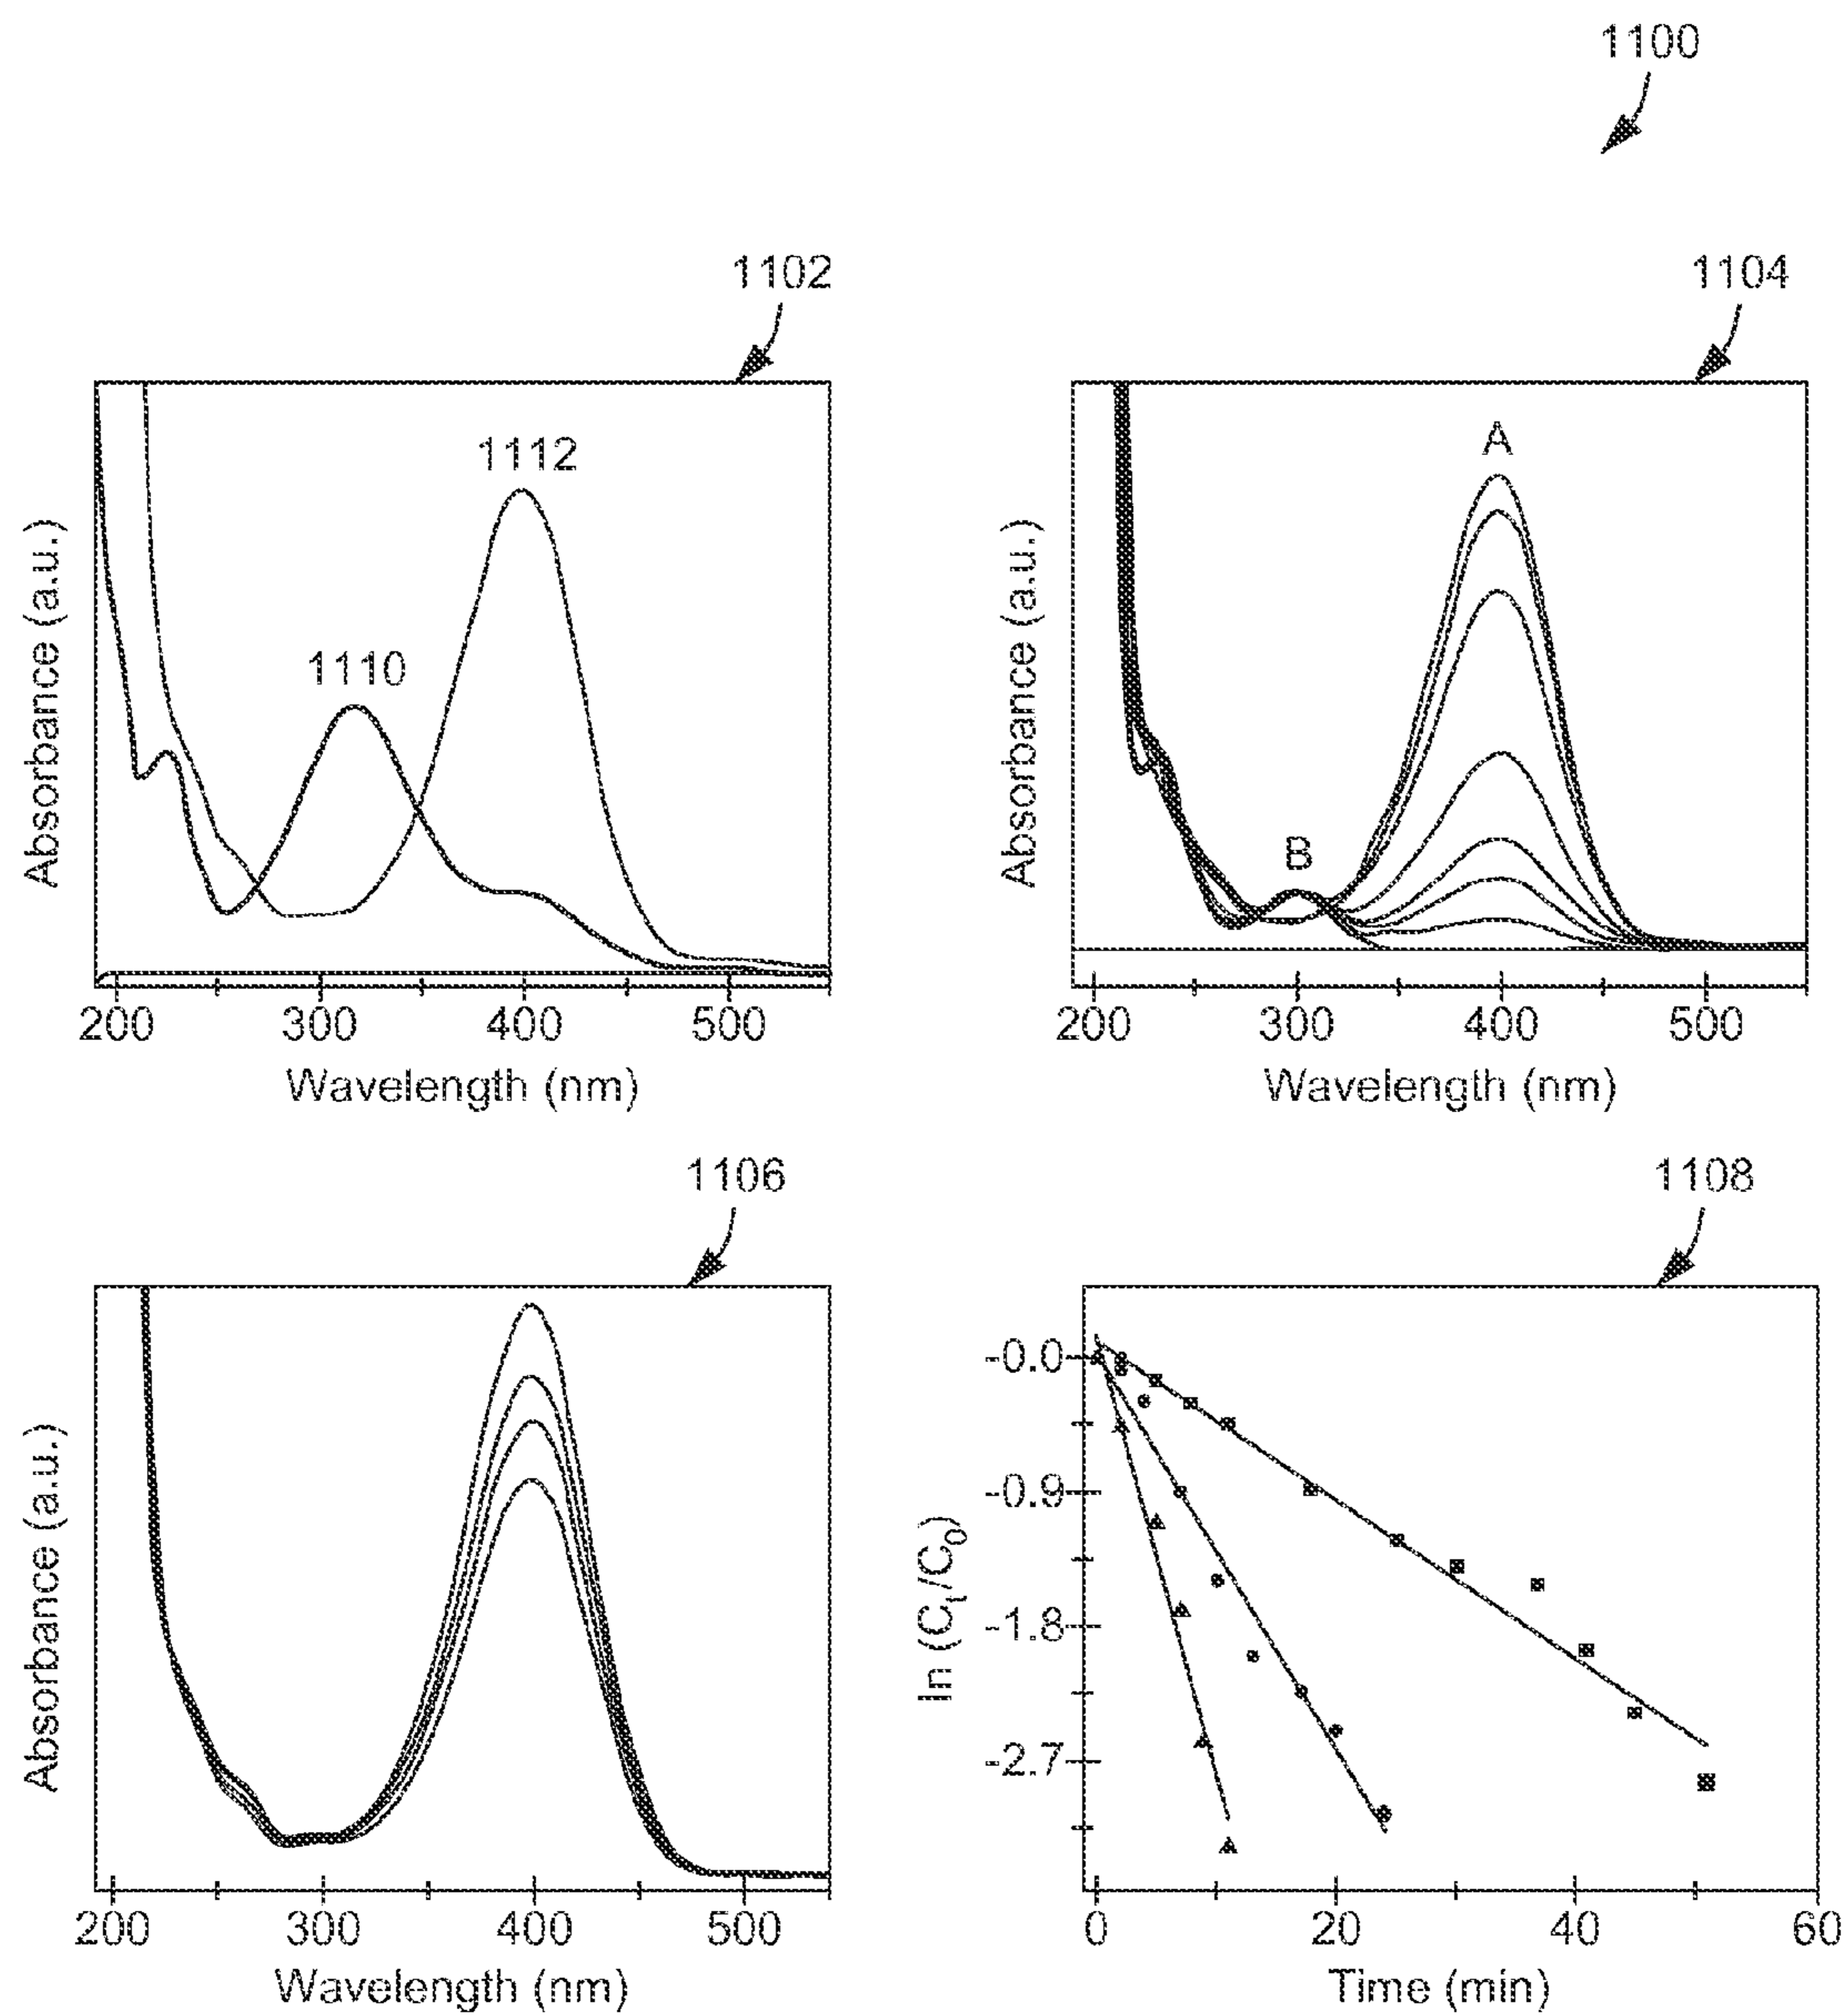 1100
1102
1104
1112
1110
Absorbance (a.u.)
200 300 400 500
Wavelength (nm)
A
B
Absorbance (a.u.)
200 300 400 500
Wavelength (nm)
1106
1108
Absorbance (a.u.)
200 300 400 500
Wavelength (nm)
-0.0
-0.9
-1.8
-2.7
ln (Ct/C0)
0 20 40 60
Time (min)